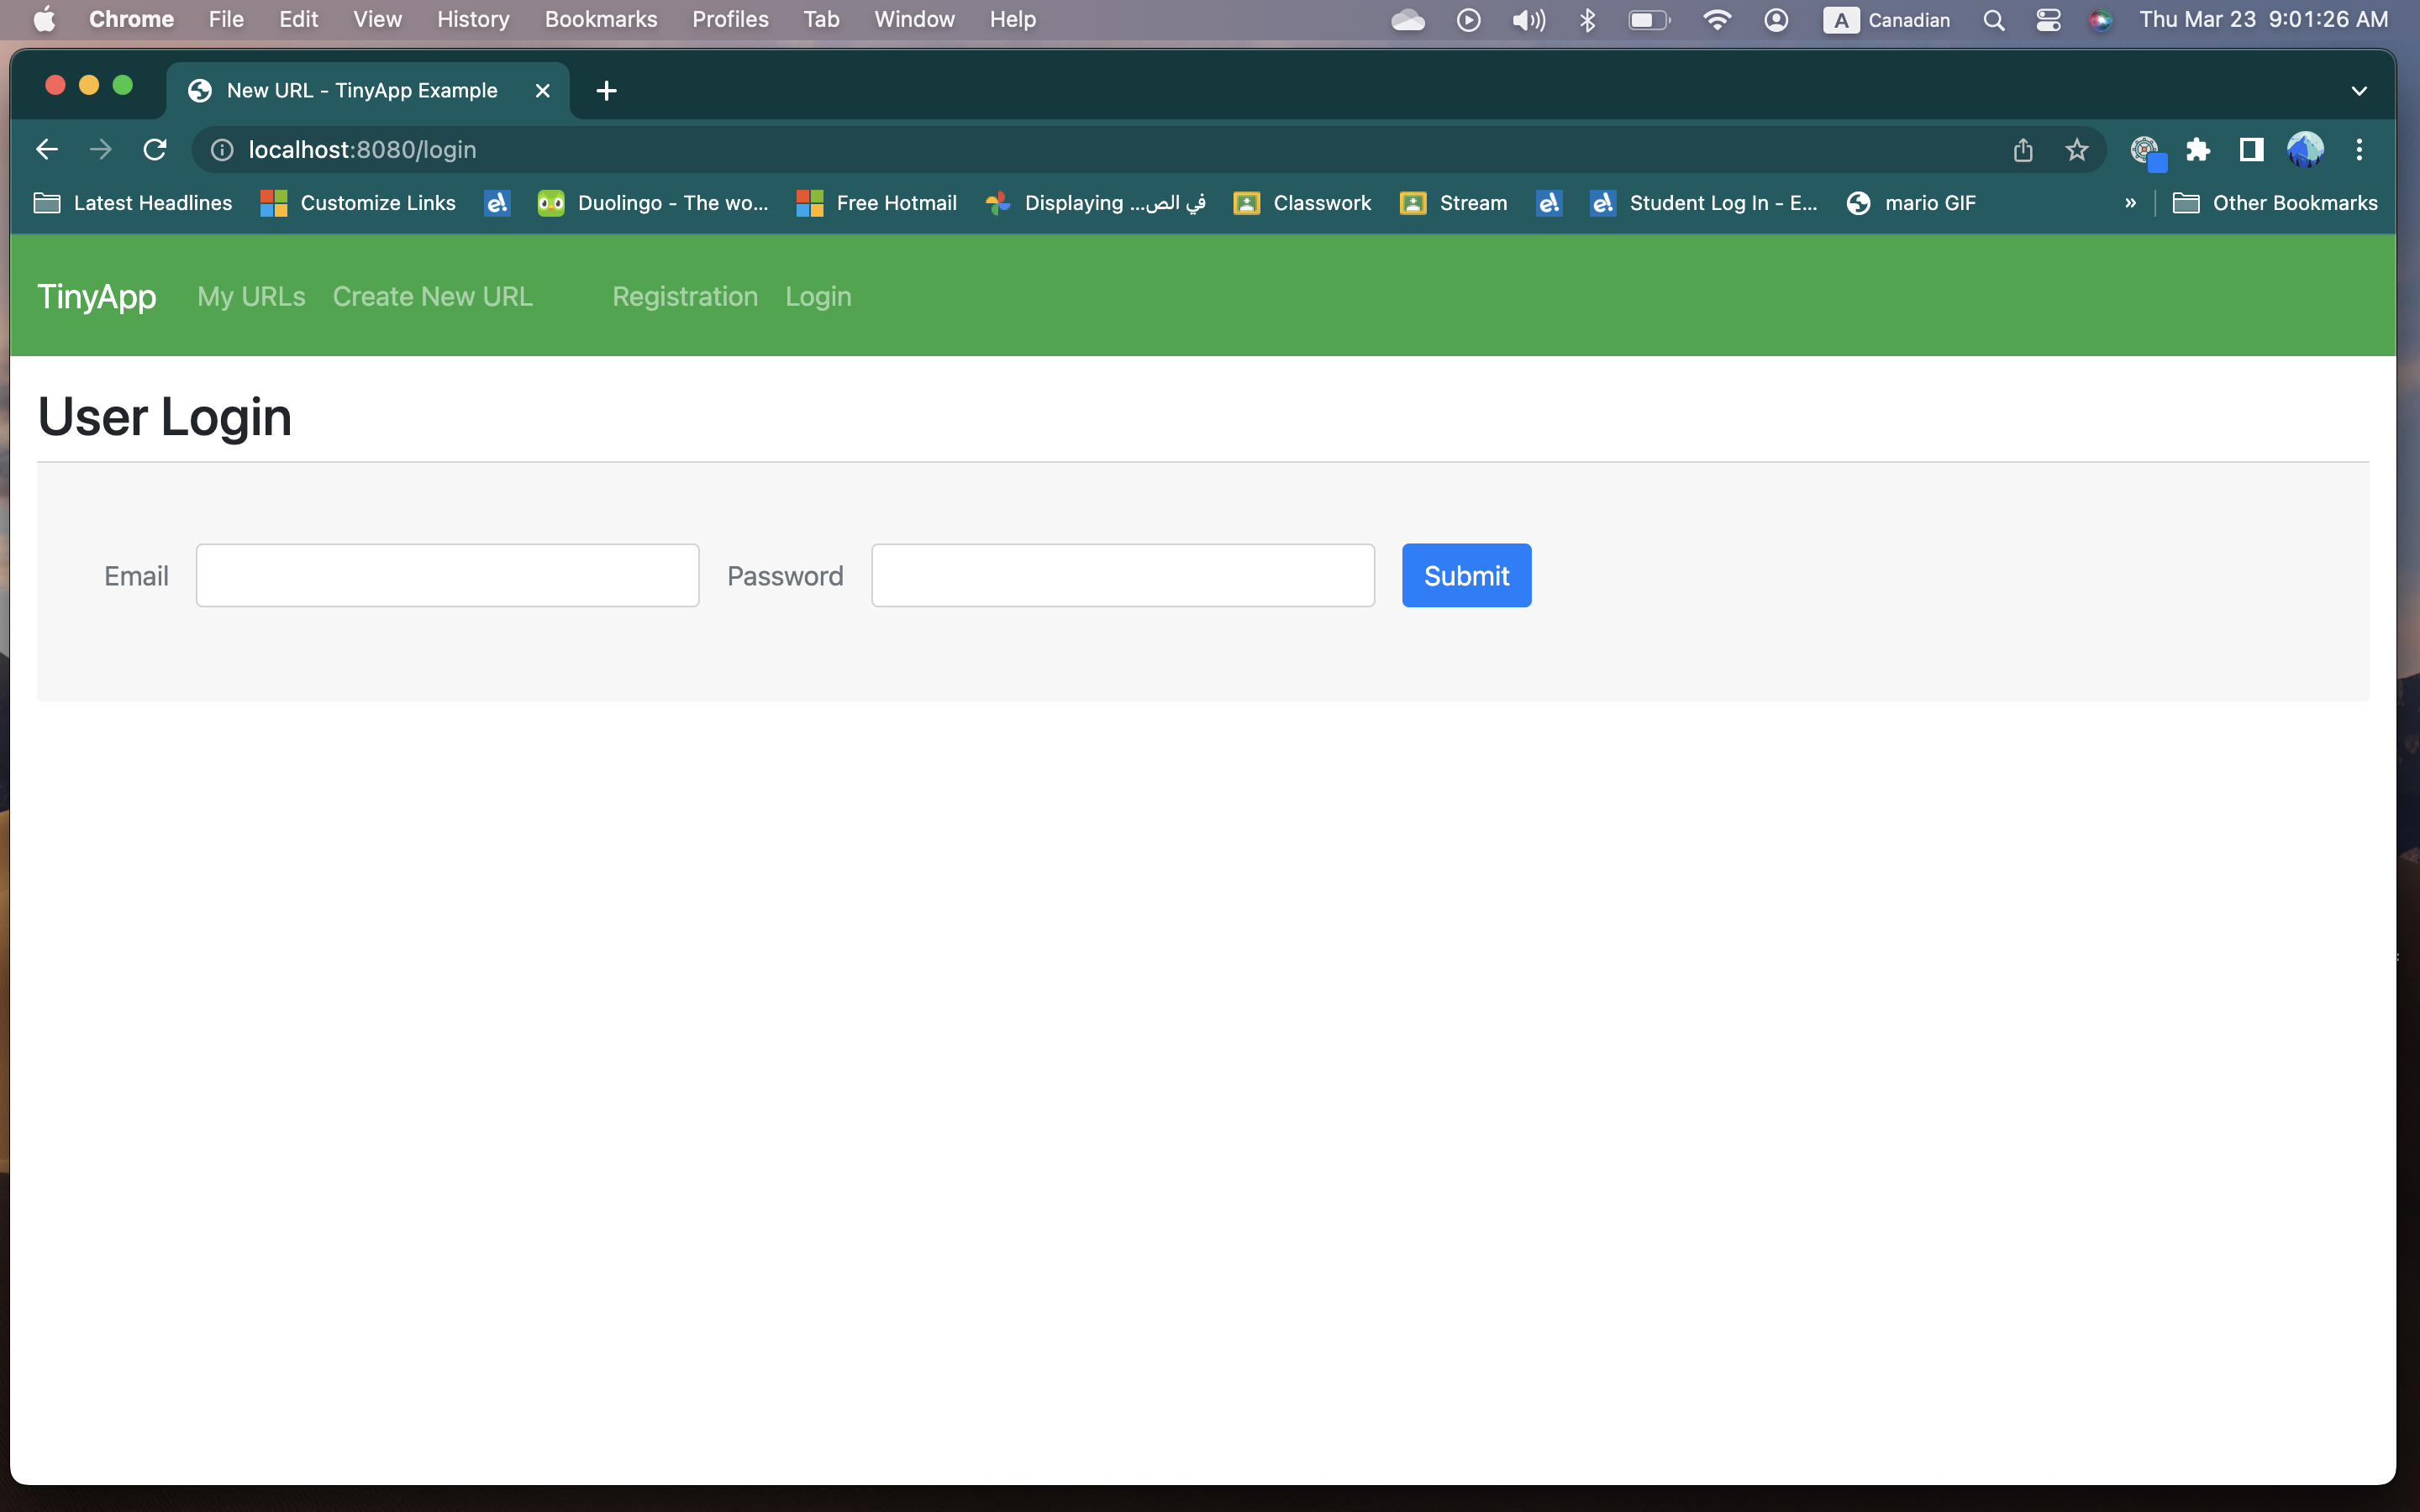 Chrome File Edit View History Bookmarks Profiles Tab Window Help A Canadian Thu Mar 23 9:01:26 AM
New URL - TinyApp Example
localhost:8080/login
Latest Headlines Customize Links e! Duolingo - The wo... Free Hotmail Displaying ...في الص Classwork Stream e! e! Student Log In - E... mario GIF » Other Bookmarks
TinyApp My URLs Create New URL Registration Login
User Login
Email Password Submit